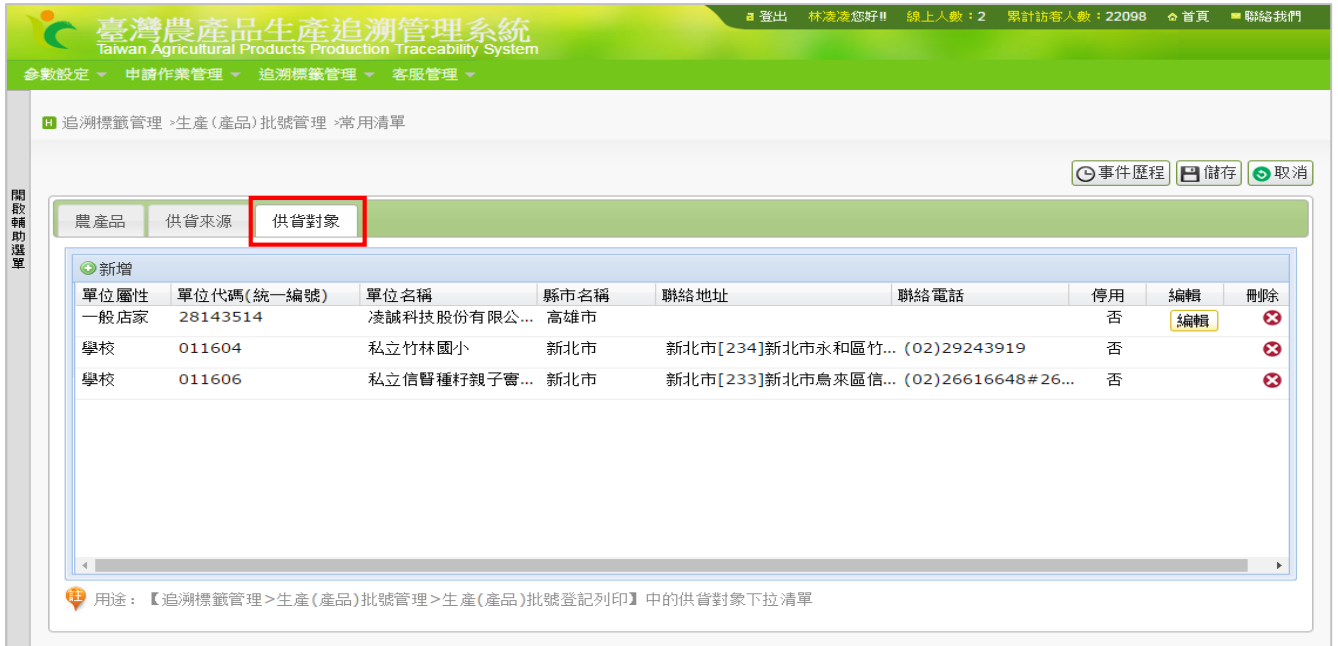 登出 林凌凌您好!! 線上人數：2 累計訪客人數：22098 首頁 聯絡我們
臺灣農產品生產追溯管理系統
Taiwan Agricultural Products Production Traceability System
參數設定 申請作業管理 追溯標籤管理 客服管理
追溯標籤管理 >生產(產品)批號管理 >常用清單
事件歷程 儲存 取消
開啟輔助選單
農產品 供貨來源 供貨對象
新增
單位屬性 單位代碼(統一編號) 單位名稱 縣市名稱 聯絡地址 聯絡電話 停用 編輯 刪除
一般店家 28143514 凌誠科技股份有限公... 高雄市 否 編輯
學校 011604 私立竹林國小 新北市 新北市[234]新北市永和區竹... (02)29243919 否
學校 011606 私立信賢種籽親子實... 新北市 新北市[233]新北市烏來區信... (02)26616648#26... 否
註 用途：【追溯標籤管理>生產(產品)批號管理>生產(產品)批號登記列印】中的供貨對象下拉清單